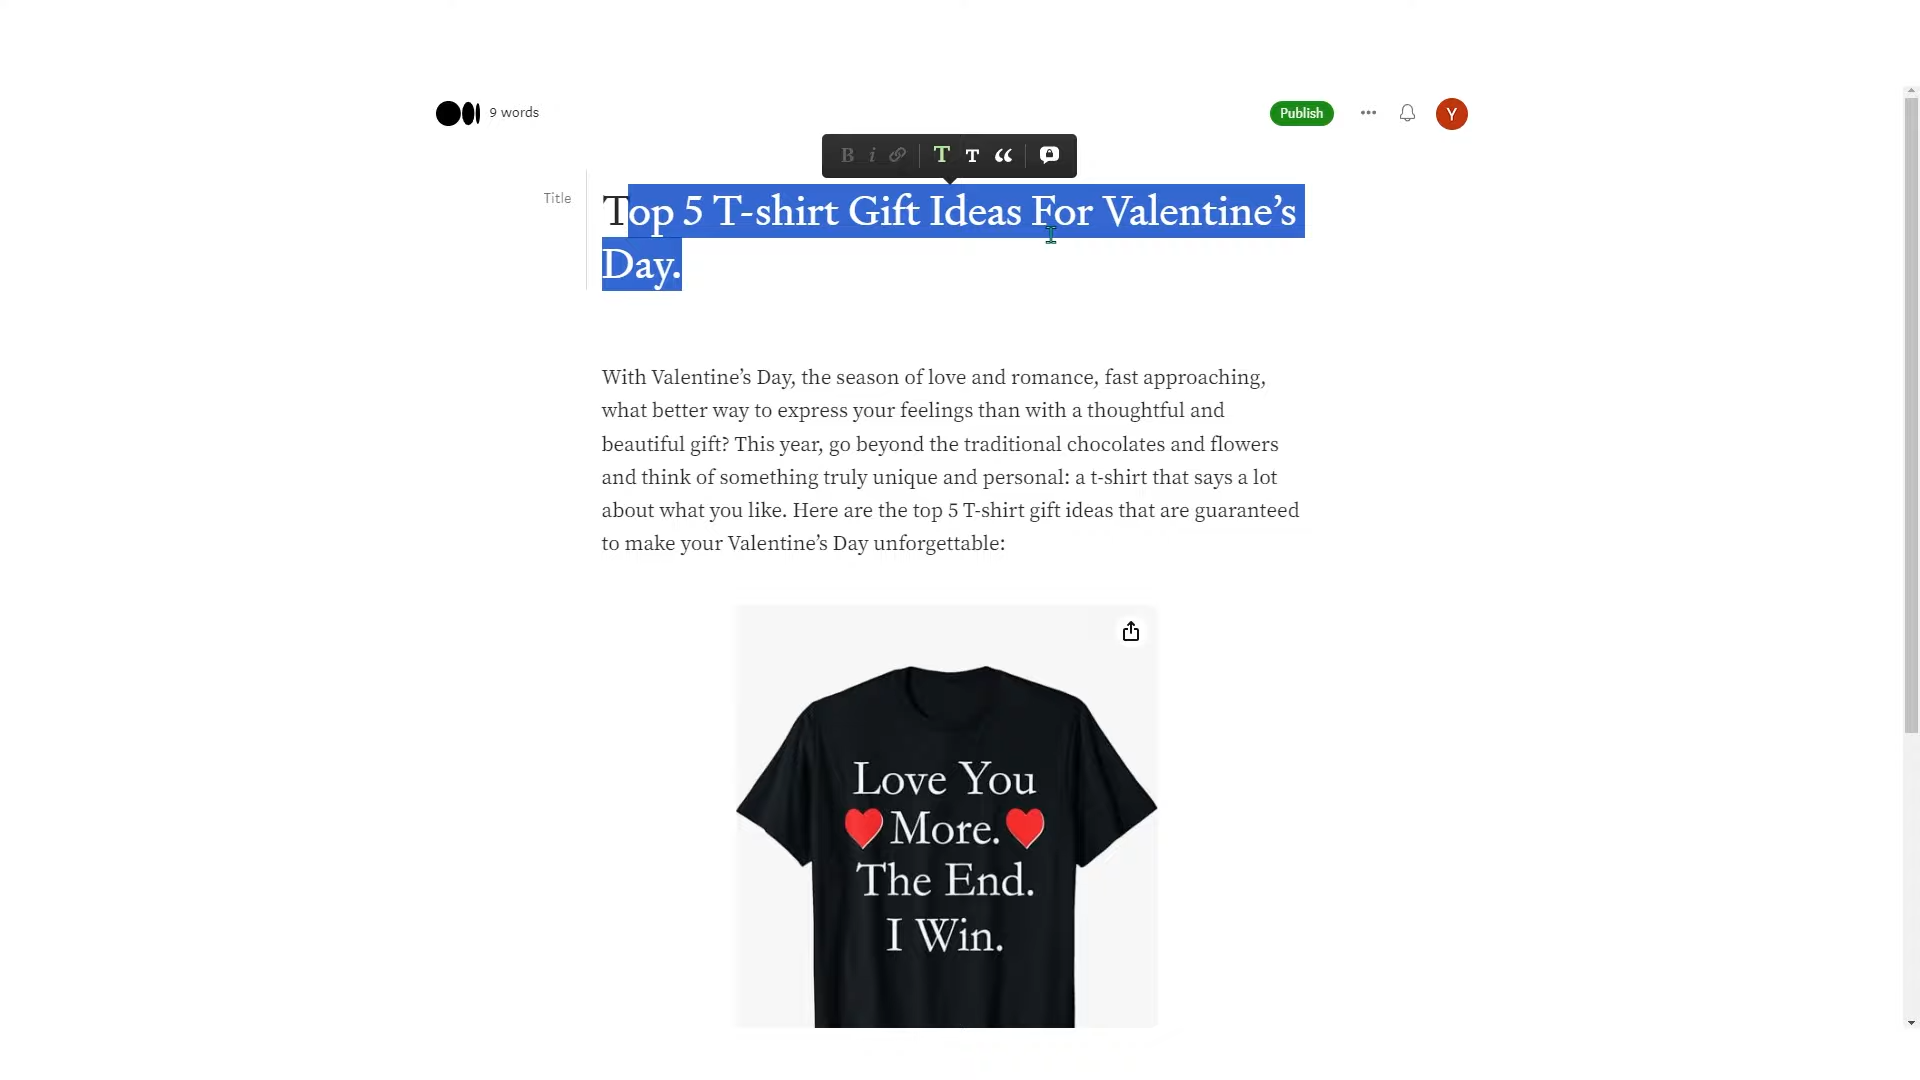 9 words
Publish
Y
B i T T “
Title
Top 5 T-shirt Gift Ideas For Valentine’s
Day.
With Valentine’s Day, the season of love and romance, fast approaching,
what better way to express your feelings than with a thoughtful and
beautiful gift? This year, go beyond the traditional chocolates and flowers
and think of something truly unique and personal: a t-shirt that says a lot
about what you like. Here are the top 5 T-shirt gift ideas that are guaranteed
to make your Valentine’s Day unforgettable:
Love You
More.
The End.
I Win.